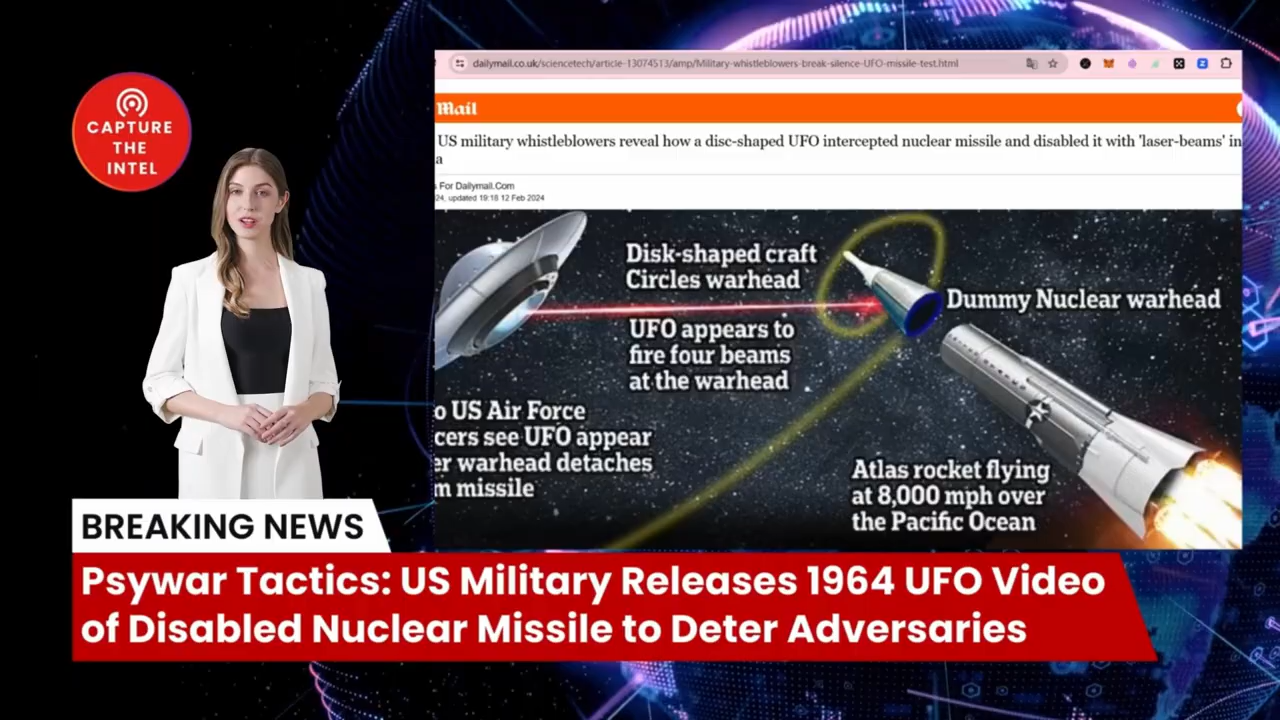 CAPTURE
THE
INTEL
dailymail.co.uk/sciencetech/article-13074513/amp/Military-whistleblowers-break-silence-UFO-missile-test.html
Mail
US military whistleblowers reveal how a disc-shaped UFO intercepted nuclear missile and disabled it with 'laser-beams' in
a
s For Dailymail.Com
24, updated 19:18 12 Feb 2024
Disk-shaped craft
Circles warhead
Dummy Nuclear warhead
UFO appears to
fire four beams
at the warhead
o US Air Force
cers see UFO appear
er warhead detaches
m missile
Atlas rocket flying
at 8,000 mph over
the Pacific Ocean
BREAKING NEWS
Psywar Tactics: US Military Releases 1964 UFO Video
of Disabled Nuclear Missile to Deter Adversaries